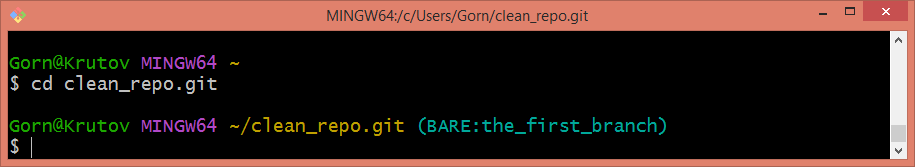 MINGW64:/c/Users/Gorn/clean_repo.git
Gorn@Krutov MINGW64 ~
$ cd clean_repo.git
Gorn@Krutov MINGW64 ~/clean_repo.git (BARE:the_first_branch)
$